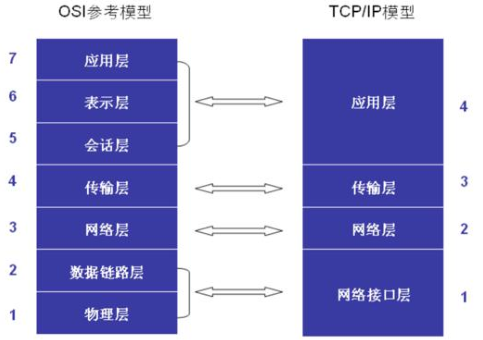 OSI参考模型
TCP/IP模型
7
应用层
6
表示层
5
会话层
4
传输层
3
网络层
2
数据链路层
1
物理层
应用层
4
传输层
3
网络层
2
网络接口层
1